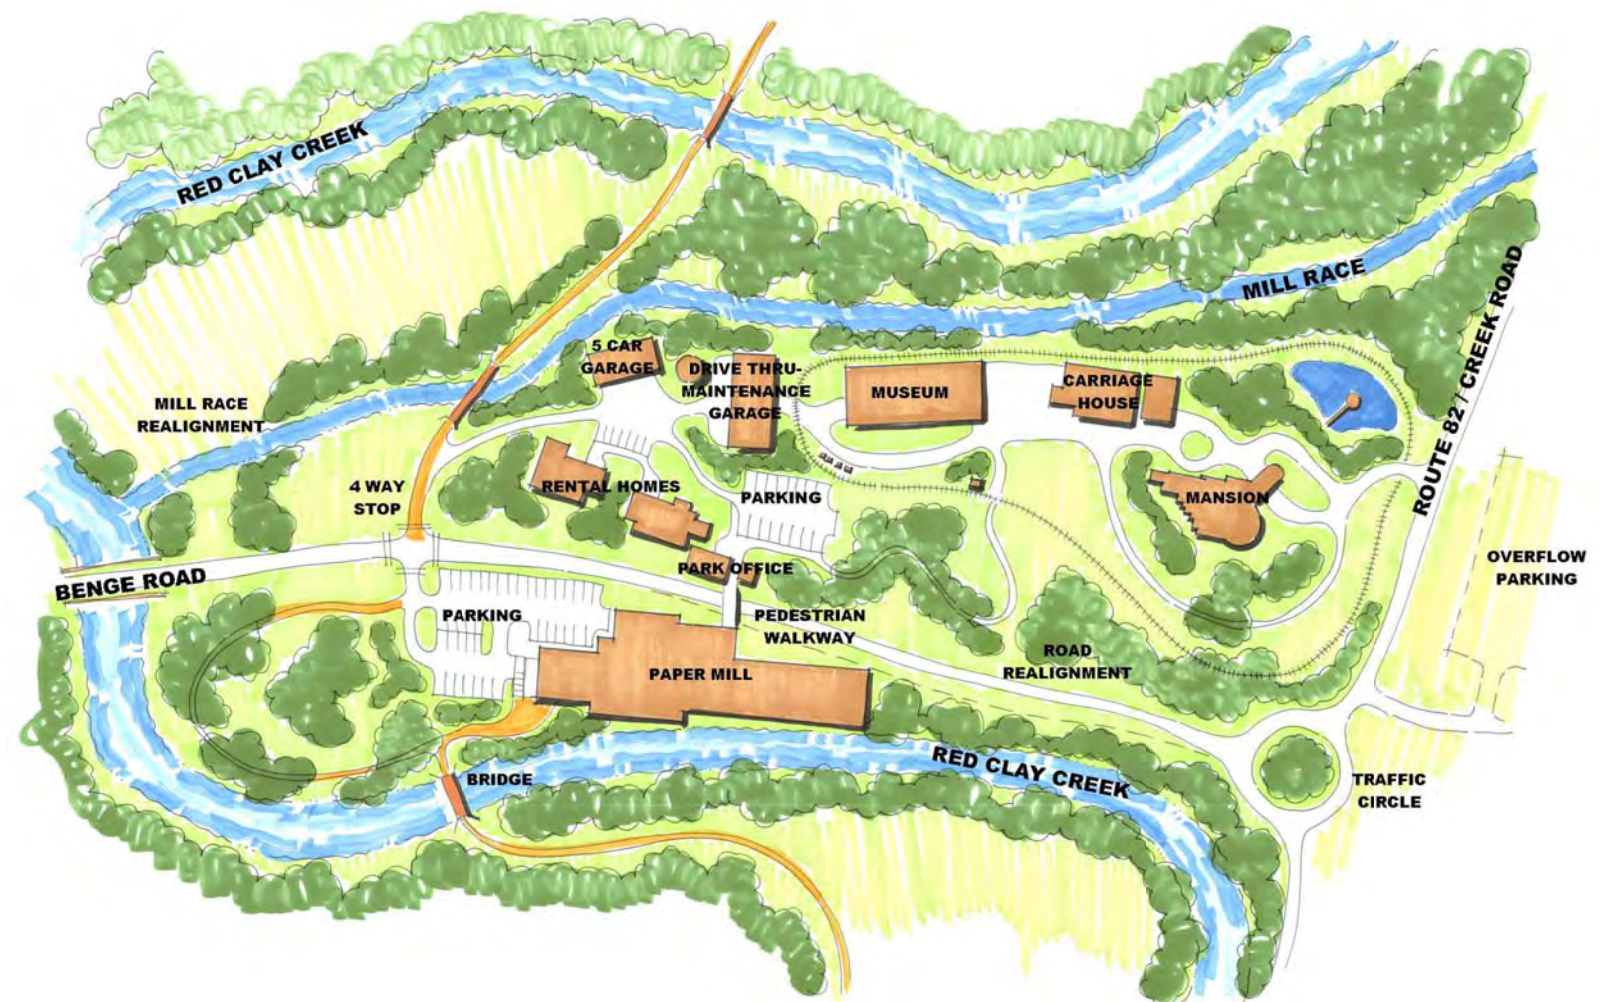 RED CLAY CREEK
MILL RACE
ROUTE 82 / CREEK ROAD
5 CAR
GARAGE
DRIVE THRU-
MAINTENANCE
GARAGE
MUSEUM
CARRIAGE
HOUSE
MILL RACE
REALIGNMENT
4 WAY
STOP
RENTAL HOMES
PARKING
MANSION
OVERFLOW
PARKING
BENGE ROAD
PARK OFFICE
PARKING
PEDESTRIAN
WALKWAY
PAPER MILL
ROAD
REALIGNMENT
RED CLAY CREEK
BRIDGE
TRAFFIC
CIRCLE